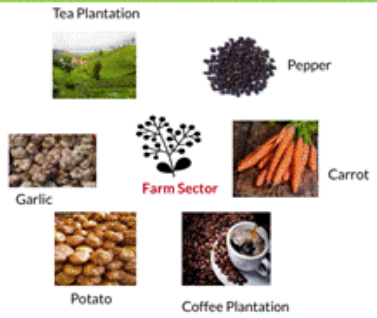 Tea Plantation
Pepper
Farm Sector
Carrot
Garlic
Potato
Coffee Plantation